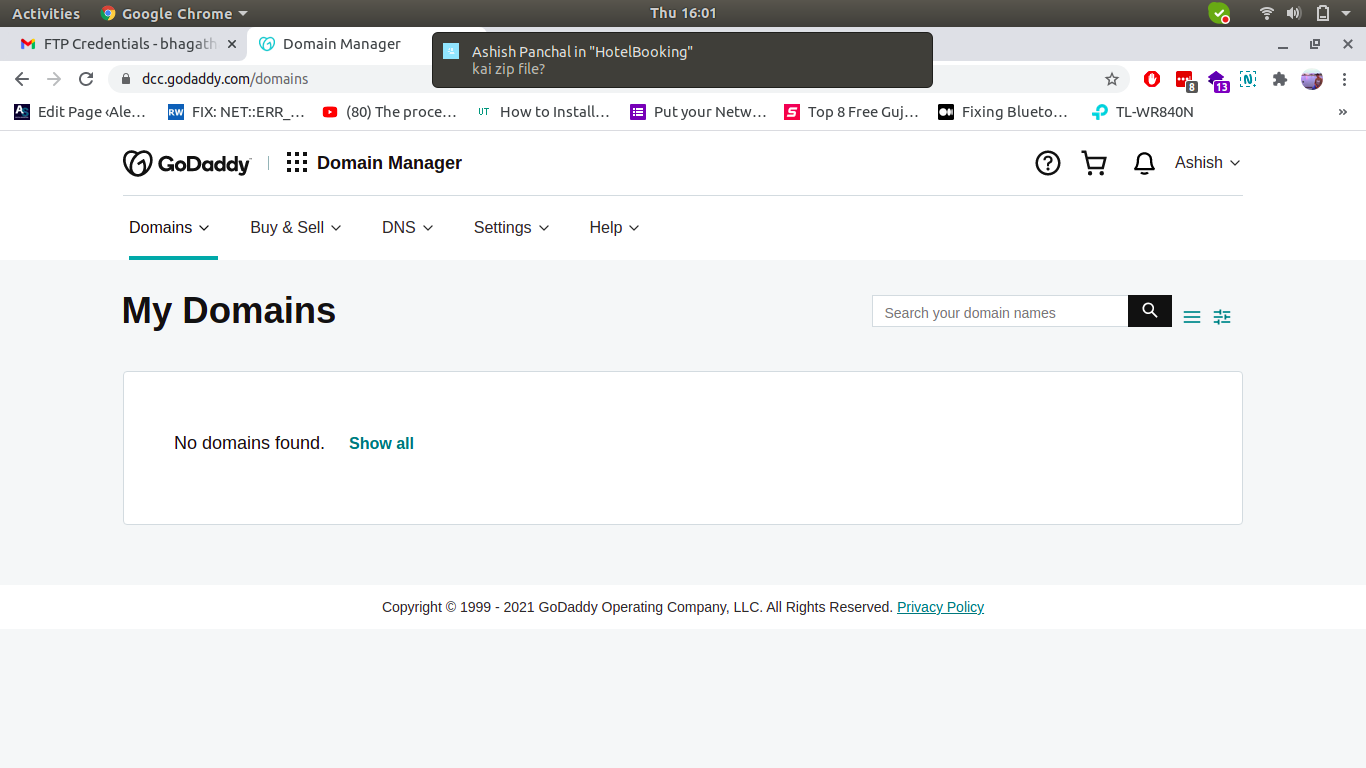 Activities Google Chrome Thu 16:01
FTP Credentials - bhagath Domain Manager
Ashish Panchal in "HotelBooking"
kai zip file?
dcc.godaddy.com/domains 8 13
Edit Page ‹Ale… RW FIX: NET::ERR_… (80) The proce… UT How to Install… Put your Netw… Top 8 Free Guj… Fixing Blueto… TL-WR840N »
GoDaddy Domain Manager Ashish
Domains Buy & Sell DNS Settings Help
My Domains
Search your domain names
No domains found. Show all
Copyright © 1999 - 2021 GoDaddy Operating Company, LLC. All Rights Reserved. Privacy Policy